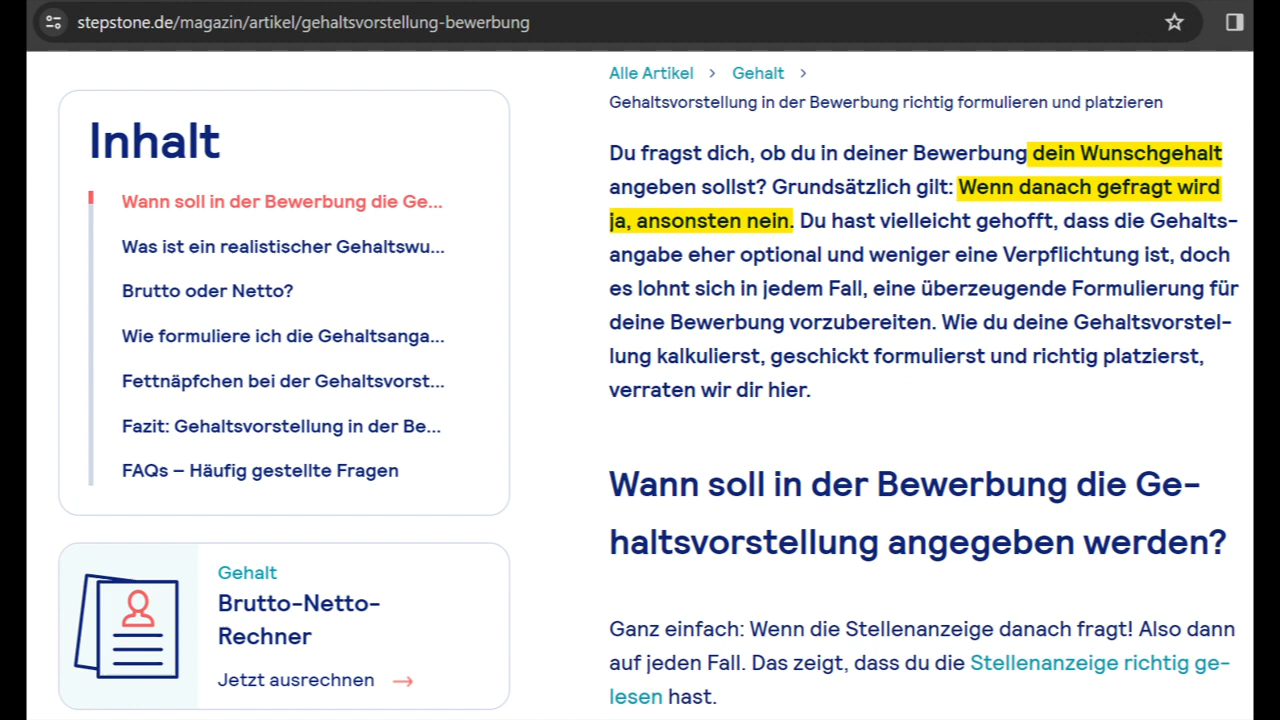 stepstone.de/magazin/artikel/gehaltsvorstellung-bewerbung
Inhalt
Wann soll in der Bewerbung die Ge...
Was ist ein realistischer Gehaltswu...
Brutto oder Netto?
Wie formuliere ich die Gehaltsanga...
Fettnäpfchen bei der Gehaltsvorst...
Fazit: Gehaltsvorstellung in der Be...
FAQs – Häufig gestellte Fragen
Gehalt
Brutto-Netto-
Rechner
Jetzt ausrechnen →
Alle Artikel > Gehalt >
Gehaltsvorstellung in der Bewerbung richtig formulieren und platzieren
Du fragst dich, ob du in deiner Bewerbung dein Wunschgehalt
angeben sollst? Grundsätzlich gilt: Wenn danach gefragt wird
ja, ansonsten nein. Du hast vielleicht gehofft, dass die Gehalts-
angabe eher optional und weniger eine Verpflichtung ist, doch
es lohnt sich in jedem Fall, eine überzeugende Formulierung für
deine Bewerbung vorzubereiten. Wie du deine Gehaltsvorstel-
lung kalkulierst, geschickt formulierst und richtig platzierst,
verraten wir dir hier.
Wann soll in der Bewerbung die Ge-
haltsvorstellung angegeben werden?
Ganz einfach: Wenn die Stellenanzeige danach fragt! Also dann
auf jeden Fall. Das zeigt, dass du die Stellenanzeige richtig ge-
lesen hast.